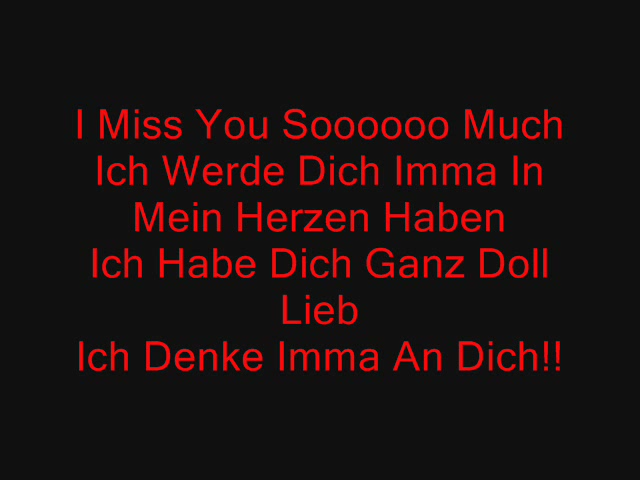 I Miss You Soooooo Much
Ich Werde Dich Imma In
Mein Herzen Haben
Ich Habe Dich Ganz Doll
Lieb
Ich Denke Imma An Dich!!